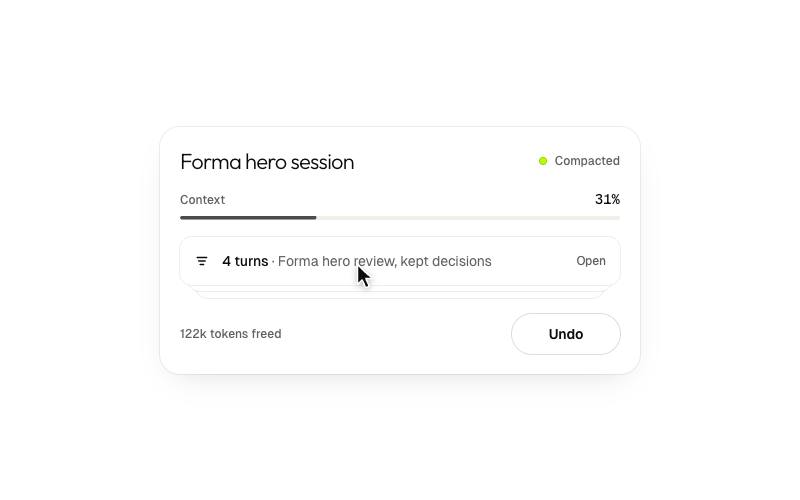 Forma hero session
Compacted
Context
31%
4 turns · Forma hero review, kept decisions
Open
122k tokens freed
Undo